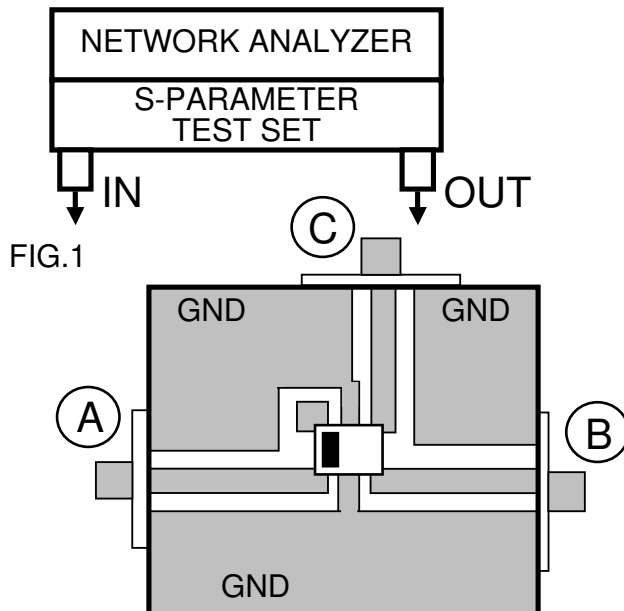 NETWORK ANALYZER
S-PARAMETER
TEST SET
IN
OUT
FIG.1
C
GND
GND
A
B
GND